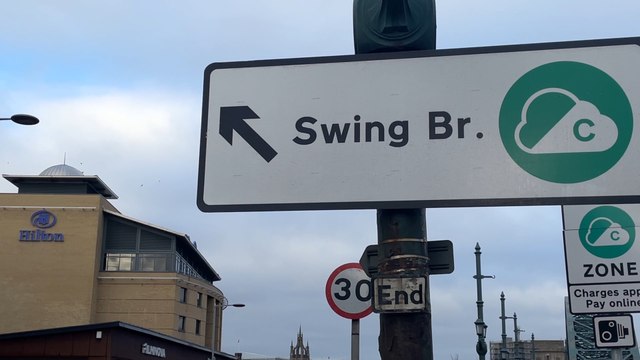 Swing Br.
C
Hilton
C
ZONE
Charges app
Pay online
30
End